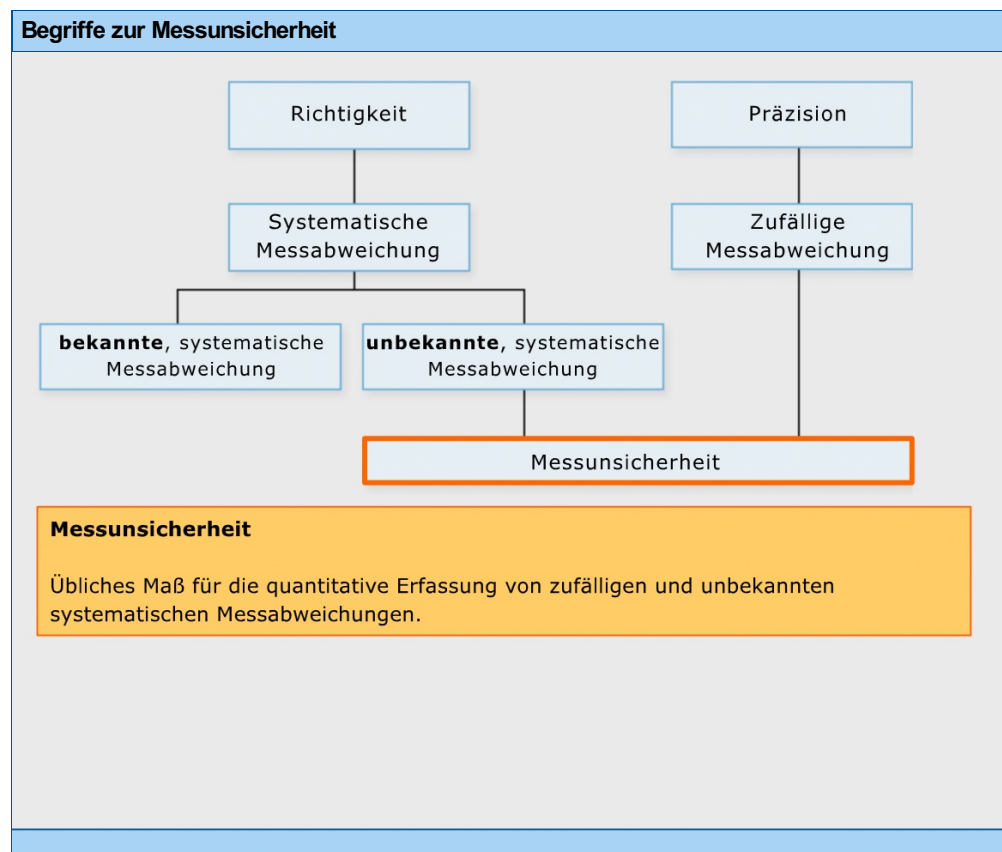 Begriffe zur Messunsicherheit
Richtigkeit
Präzision
Systematische
Messabweichung
Zufällige
Messabweichung
bekannte, systematische
Messabweichung
unbekannte, systematische
Messabweichung
Messunsicherheit
Messunsicherheit
Übliches Maß für die quantitative Erfassung von zufälligen und unbekannten
systematischen Messabweichungen.